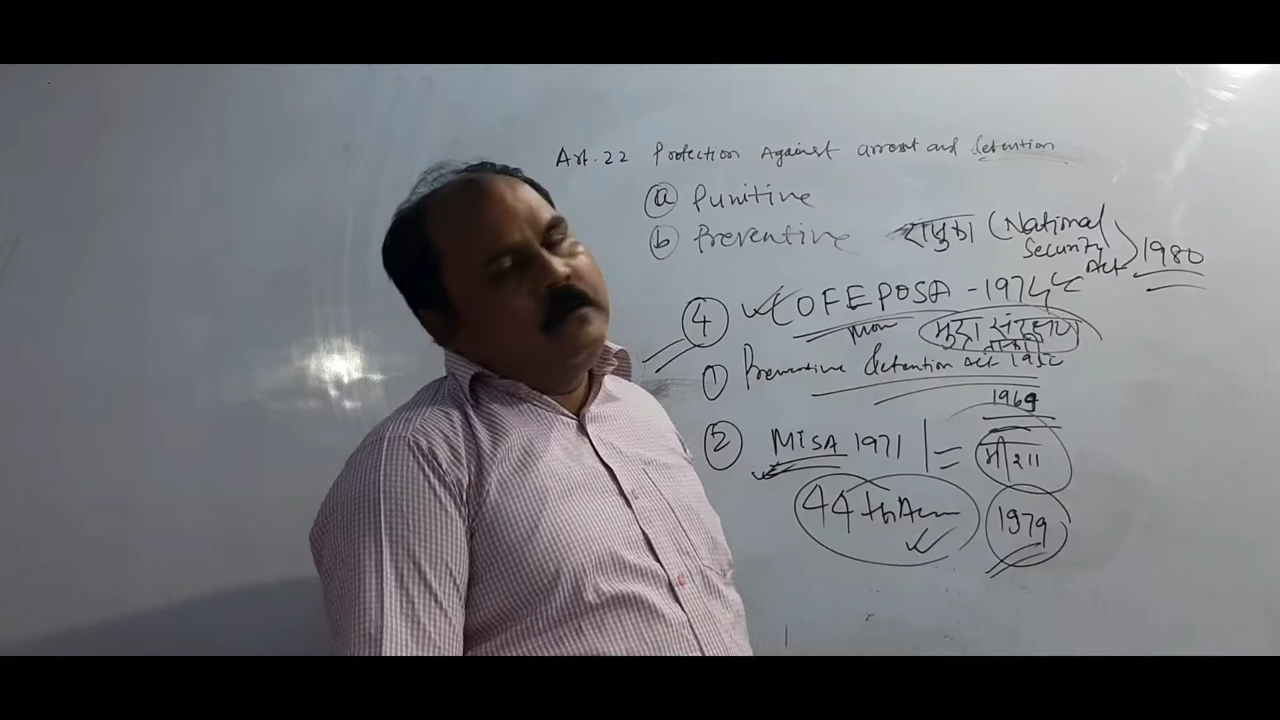 Art. 22 Protection Against arrest and detention
(a) Punitive
(b) Preventive रासुका (National Security Act) 1980
(4) COFEPOSA - 1974
मुद्रा संरक्षण
(1) Preventive detention act 195
1969
(2) MISA 1971 = मीसा
44th Am 1979